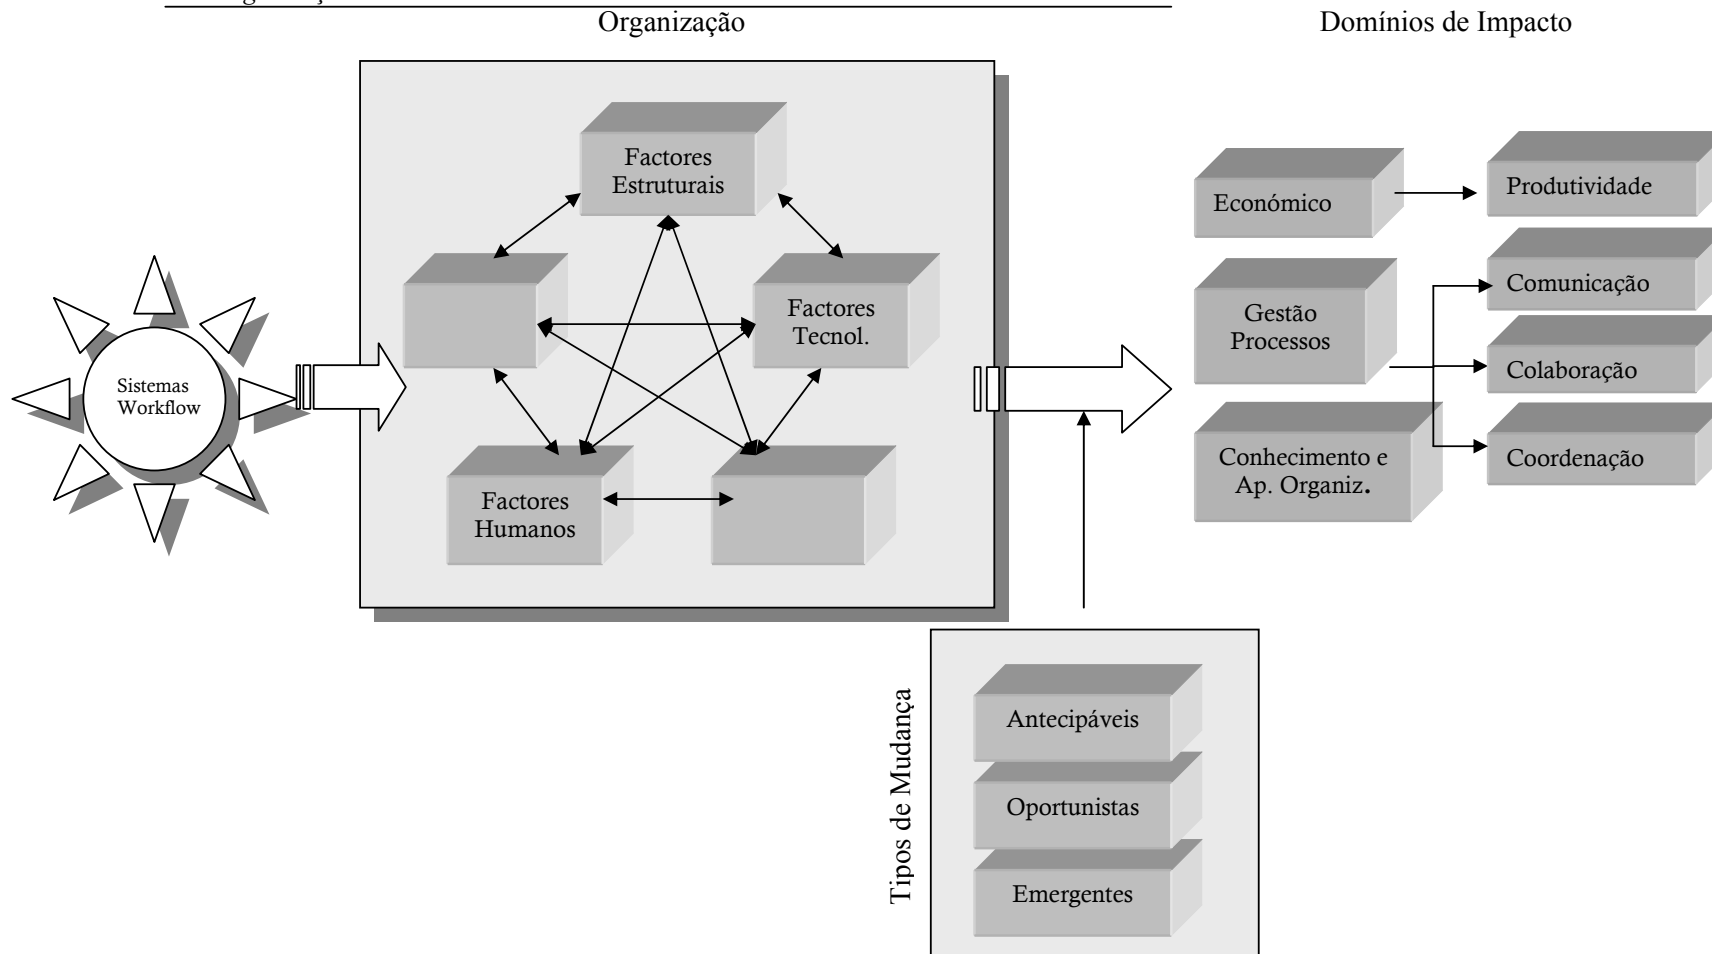 Organização
Domínios de Impacto
Factores
Estruturais
Factores
Tecnol.
Factores
Humanos
Sistemas
Workflow
Económico
Produtividade
Gestão
Processos
Comunicação
Colaboração
Conhecimento e
Ap. Organiz.
Coordenação
Tipos de Mudança
Antecipáveis
Oportunistas
Emergentes